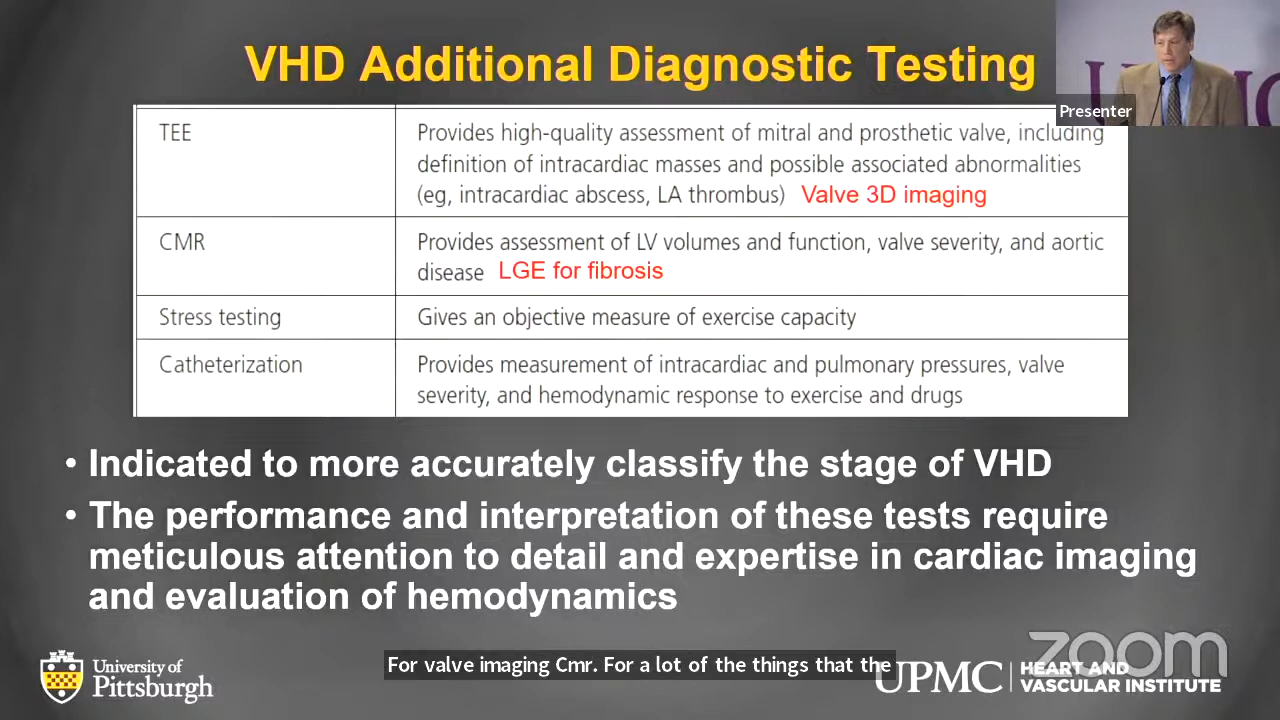 VHD Additional Diagnostic Testing
Presenter
TEE
Provides high-quality assessment of mitral and prosthetic valve, including
definition of intracardiac masses and possible associated abnormalities
(eg, intracardiac abscess, LA thrombus) Valve 3D imaging
CMR
Provides assessment of LV volumes and function, valve severity, and aortic
disease LGE for fibrosis
Stress testing
Gives an objective measure of exercise capacity
Catheterization
Provides measurement of intracardiac and pulmonary pressures, valve
severity, and hemodynamic response to exercise and drugs
• Indicated to more accurately classify the stage of VHD
• The performance and interpretation of these tests require
meticulous attention to detail and expertise in cardiac imaging
and evaluation of hemodynamics
University of
Pittsburgh
For valve imaging Cmr. For a lot of the things that the
zoom
UPMC
HEART AND
VASCULAR INSTITUTE